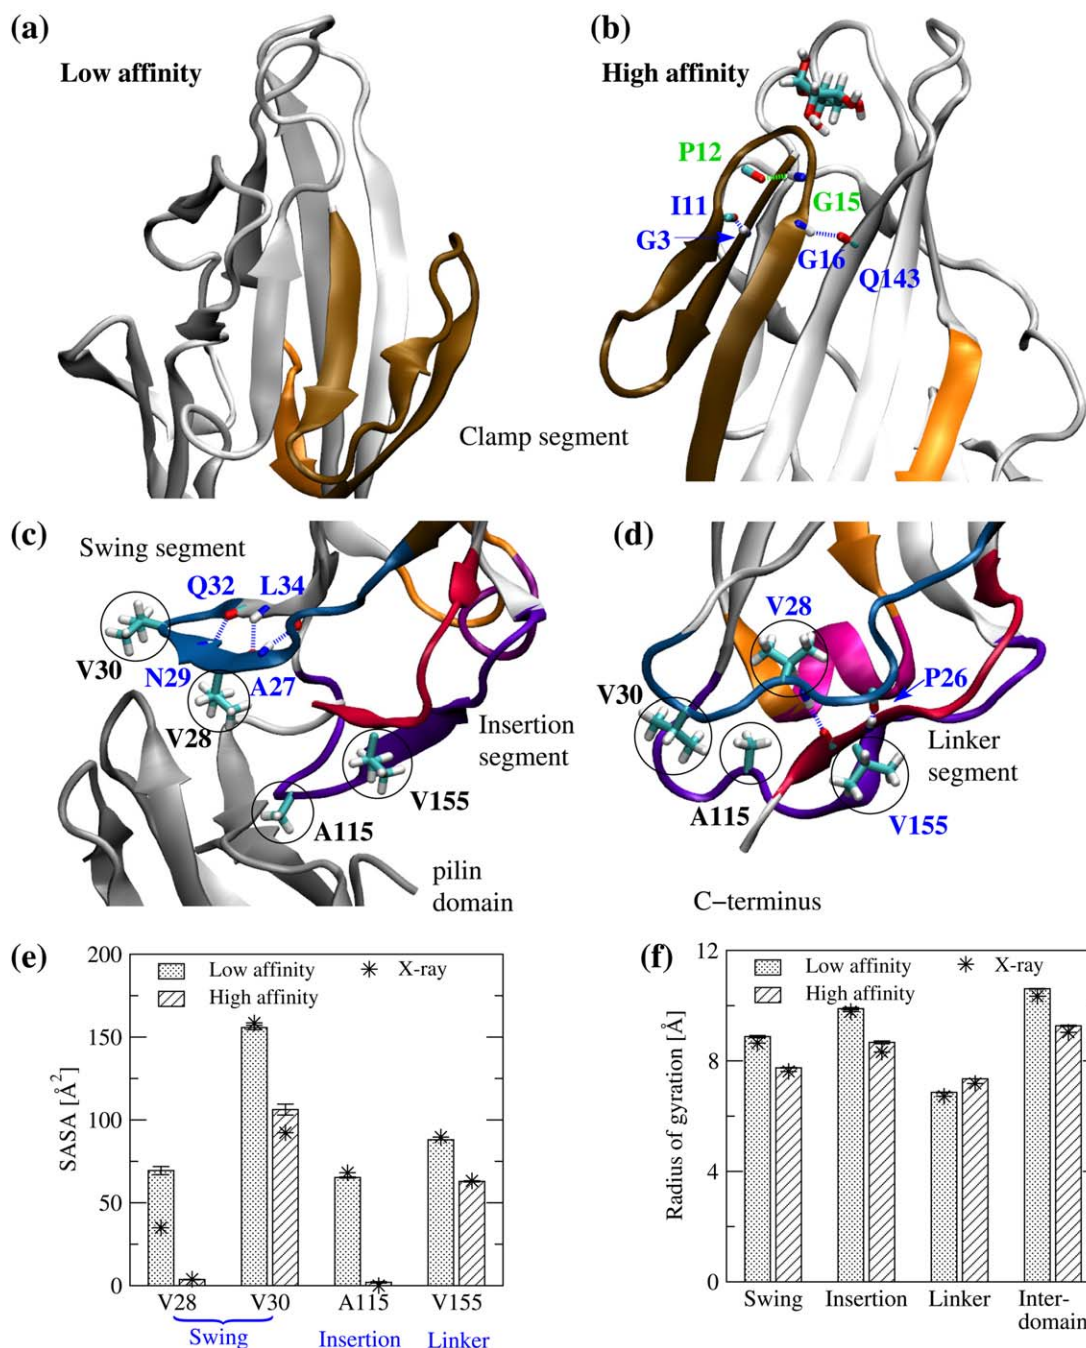 (a)
Low affinity
(b)
High affinity
P12
I11
G3
G15
G16
Q143
Clamp segment
(c)
Swing segment
Q32
L34
V30
N29
A27
V28
Insertion
segment
V155
A115
pilin
domain
(d)
V28
V30
P26
Linker
segment
A115
V155
C−terminus
(e)
SASA [Å²]
200
150
100
50
0
Low affinity
High affinity
X-ray
V28
V30
A115
V155
Swing
Insertion
Linker
(f)
Radius of gyration [Å]
12
8
4
0
Low affinity
High affinity
X-ray
Swing
Insertion
Linker
Inter-
domain